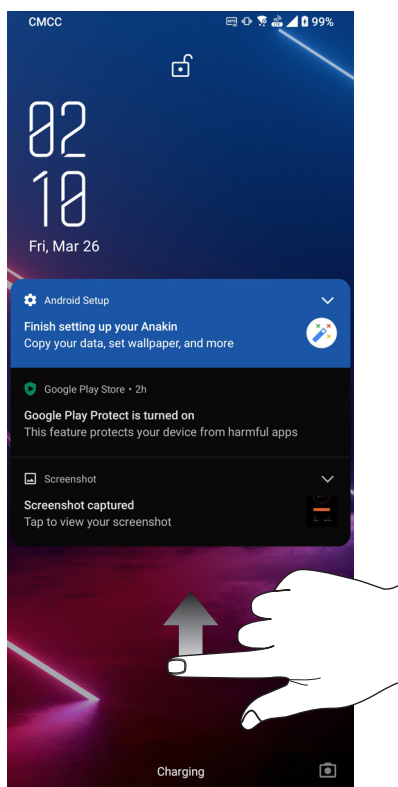 CMCC
99%
02
10
Fri, Mar 26
Android Setup
Finish setting up your Anakin
Copy your data, set wallpaper, and more
Google Play Store • 2h
Google Play Protect is turned on
This feature protects your device from harmful apps
Screenshot
Screenshot captured
Tap to view your screenshot
Charging